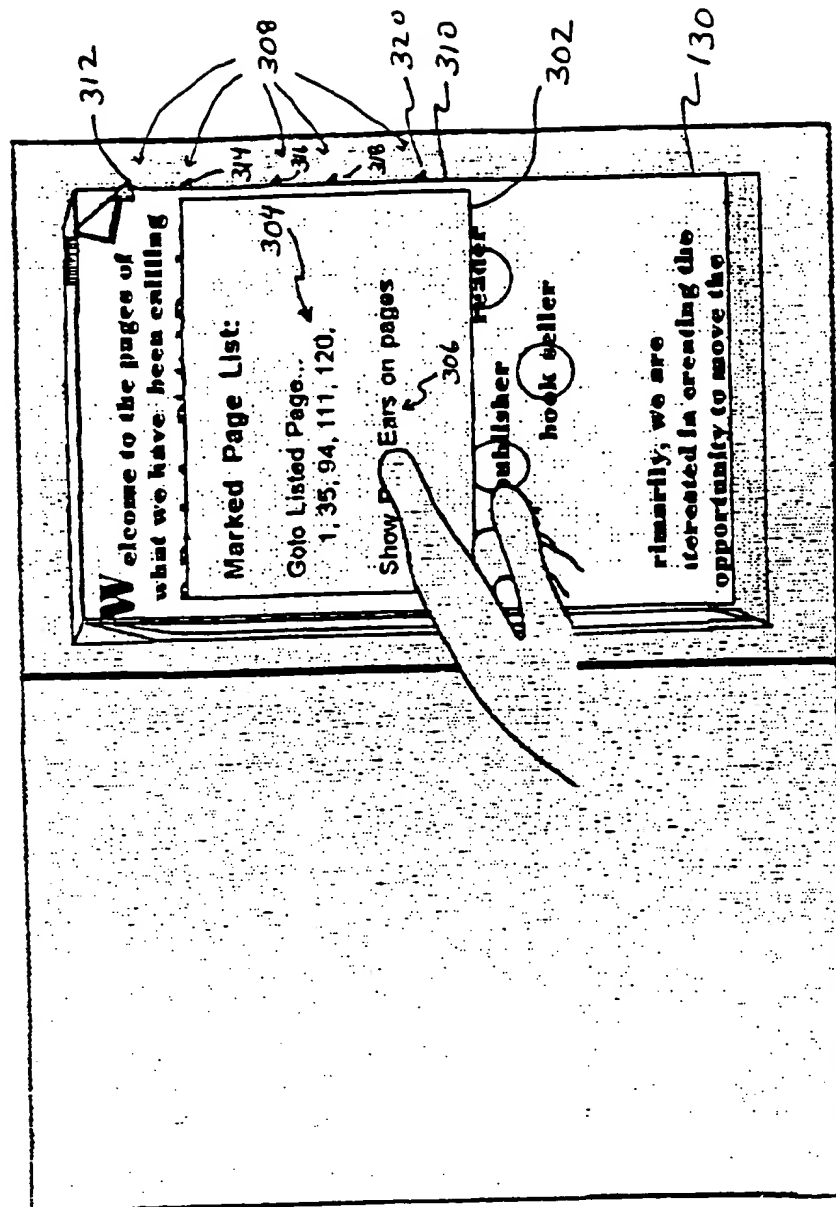 Welcome to the pages of
what we have been calling
Marked Page List:
Goto Listed Page...
1, 35, 94, 111, 120,
Show Ears on pages
reader
ublisher
book seller
rimarily, we are
iterested in creating the
opportunity to move the
312
308
314
316
318
320
310
302
304
306
130